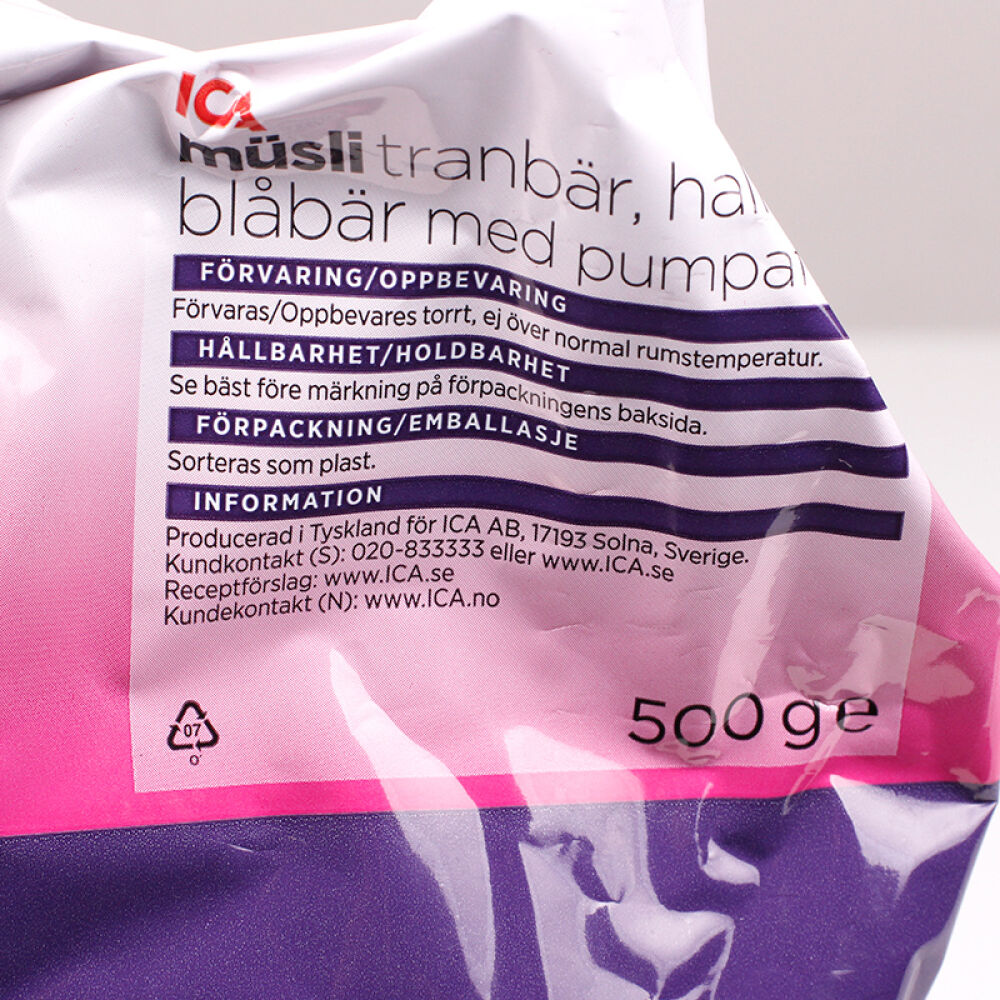 ICA
müsli tranbär,
blåbär med
FÖRVARING/OPPBEVARING
Förvaras/Oppbevares torrt, ej över normal rumstemperatur.
HÅLLBARHET/HOLDBARHET
Se bäst före märkning på förpackningens baksida.
FÖRPACKNING/EMBALLASJE
Sorteras som plast.
INFORMATION
Producerad i Tyskland för ICA AB, 17193 Solna, Sverige.
Kundkontakt (S): 020-833333 eller www.ICA.se
Receptförslag: www.ICA.se
Kundekontakt (N): www.ICA.no
07
O
500 g e